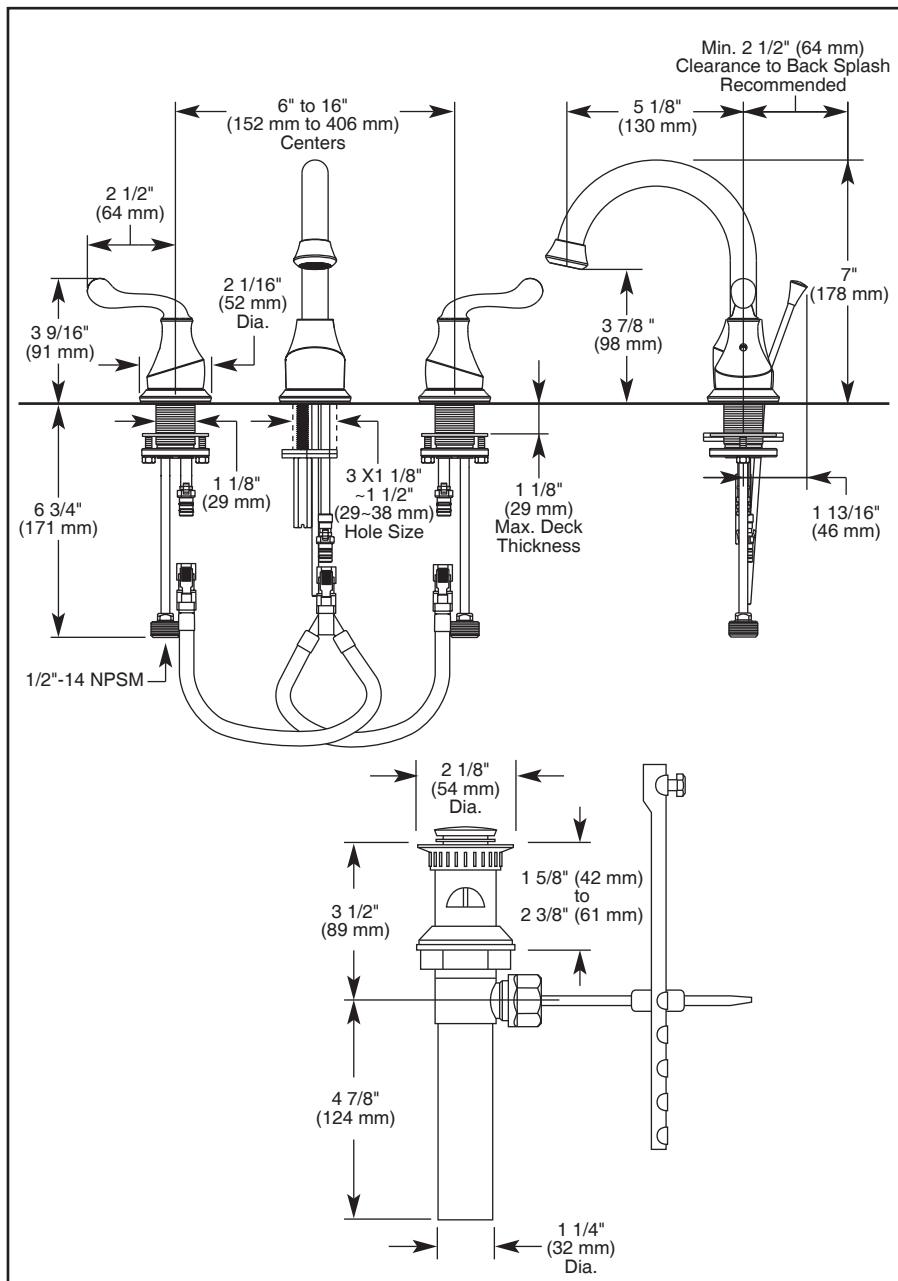 Min. 2 1/2" (64 mm)
Clearance to Back Splash
Recommended
6" to 16"
(152 mm to 406 mm)
Centers
5 1/8"
(130 mm)
2 1/2"
(64 mm)
2 1/16"
(52 mm)
Dia.
7"
(178 mm)
3 9/16"
(91 mm)
3 7/8 "
(98 mm)
1 1/8"
(29 mm)
3 X1 1/8"
~1 1/2"
(29~38 mm)
Hole Size
1 1/8"
(29 mm)
Max. Deck
Thickness
6 3/4"
(171 mm)
1 13/16"
(46 mm)
1/2"-14 NPSM
2 1/8"
(54 mm)
Dia.
1 5/8" (42 mm)
to
2 3/8" (61 mm)
3 1/2"
(89 mm)
4 7/8"
(124 mm)
1 1/4"
(32 mm)
Dia.